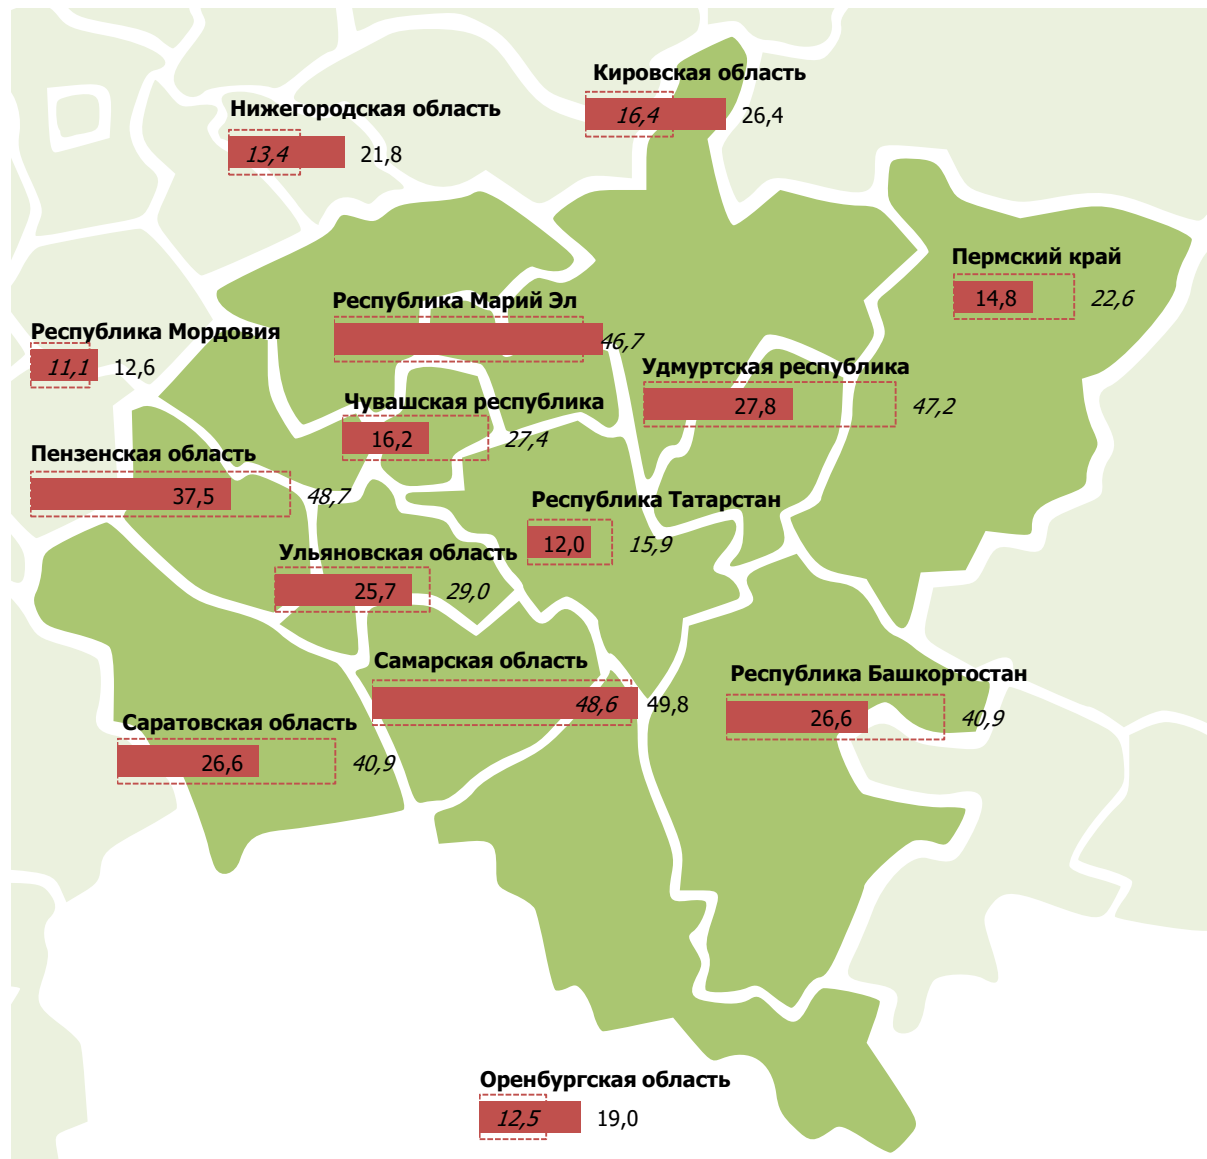 Кировская область
16,4 26,4
Нижегородская область
13,4 21,8
Пермский край
14,8 22,6
Республика Марий Эл
46,7
Республика Мордовия
11,1 12,6
Удмуртская республика
27,8 47,2
Чувашская республика
16,2 27,4
Пензенская область
37,5 48,7
Республика Татарстан
12,0 15,9
Ульяновская область
25,7 29,0
Самарская область
48,6 49,8
Республика Башкортостан
26,6 40,9
Саратовская область
26,6 40,9
Оренбургская область
12,5 19,0